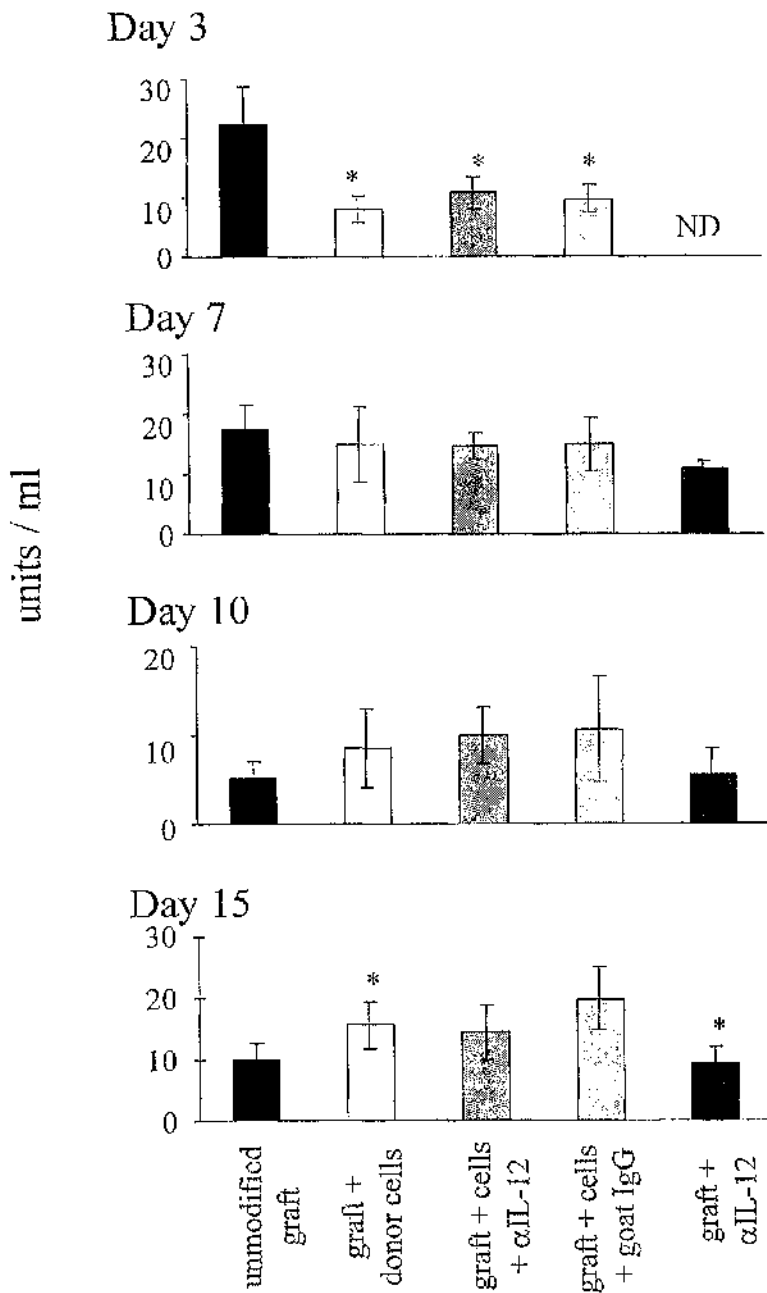 Day 3
30
20
10
0
*
*
*
ND
Day 7
30
20
10
0
units / ml
Day 10
20
10
0
Day 15
30
20
10
0
*
*
unmodified
graft
graft +
donor cells
graft + cells
+ αIL-12
graft + cells
+ goat IgG
graft +
αIL-12